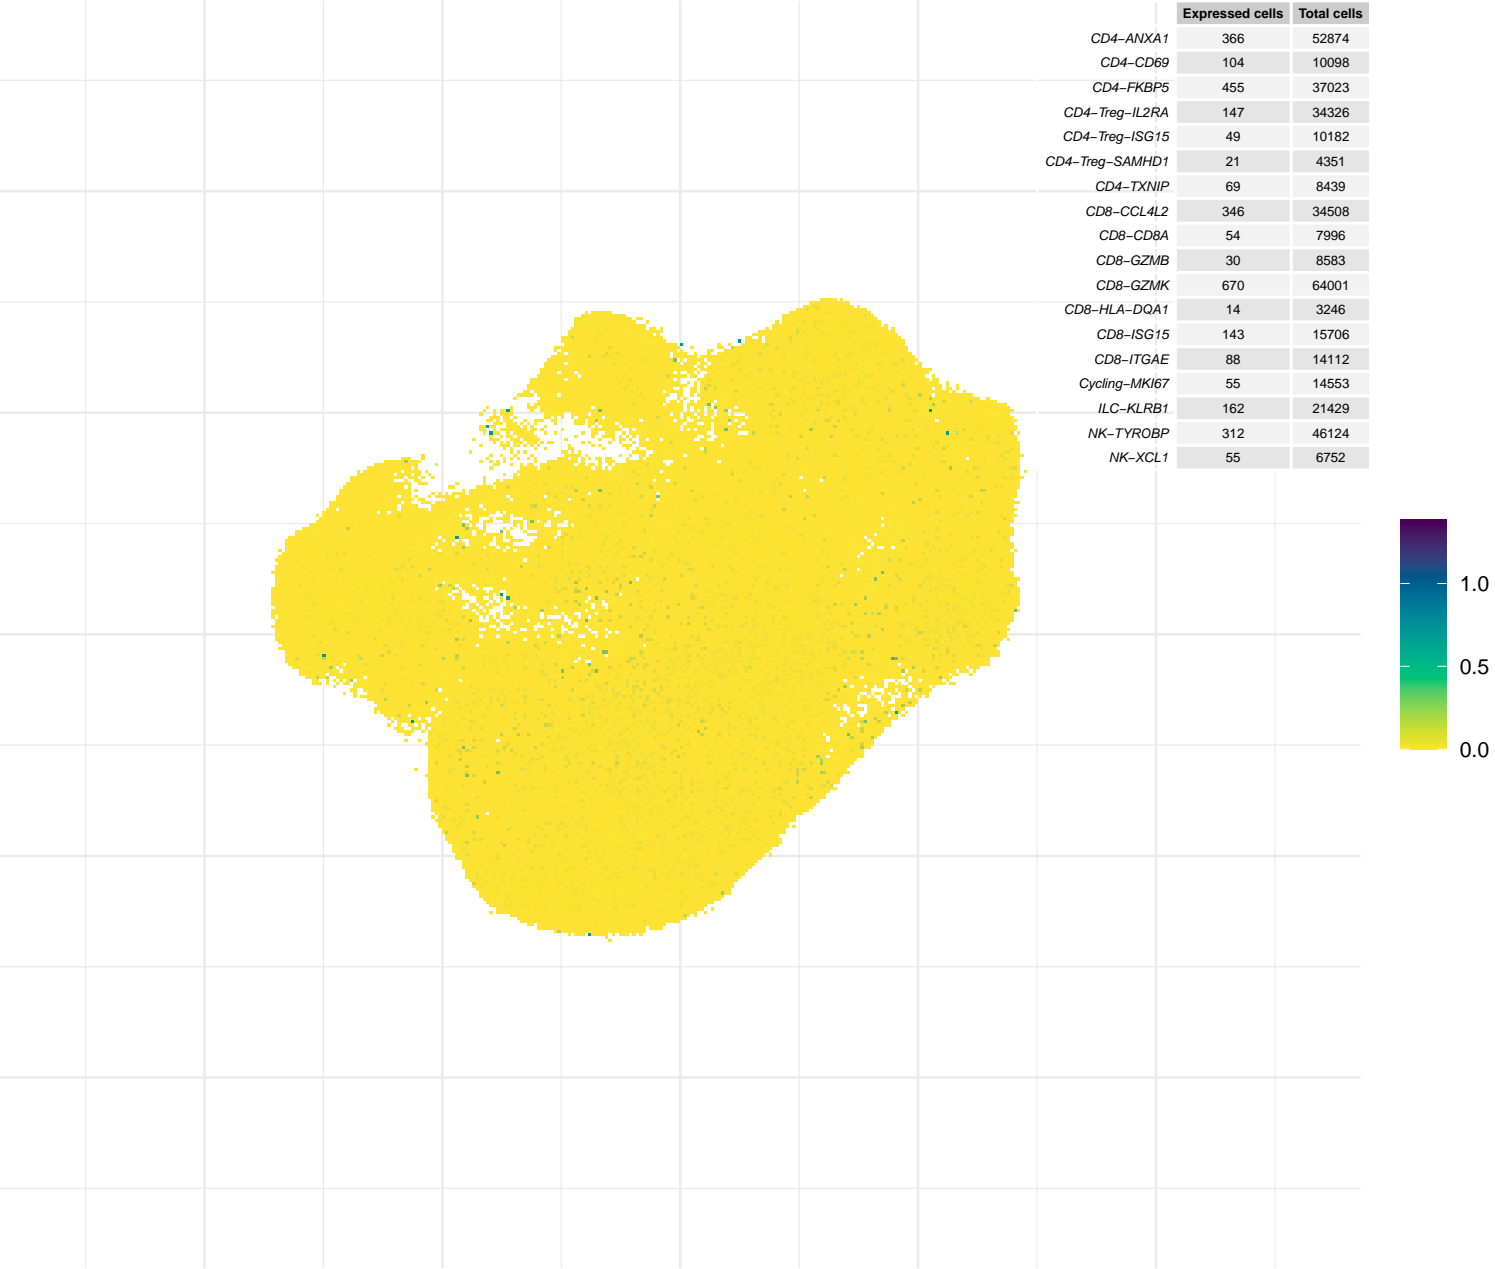 Expressed cells Total cells
CD4−ANXA1 366 52874
CD4−CD69 104 10098
CD4−FKBP5 455 37023
CD4−Treg−IL2RA 147 34326
CD4−Treg−ISG15 49 10182
CD4−Treg−SAMHD1 21 4351
CD4−TXNIP 69 8439
CD8−CCL4L2 346 34508
CD8−CD8A 54 7996
CD8−GZMB 30 8583
CD8−GZMK 670 64001
CD8−HLA−DQA1 14 3246
CD8−ISG15 143 15706
CD8−ITGAE 88 14112
Cycling−MKI67 55 14553
ILC−KLRB1 162 21429
NK−TYROBP 312 46124
NK−XCL1 55 6752
1.0
0.5
0.0